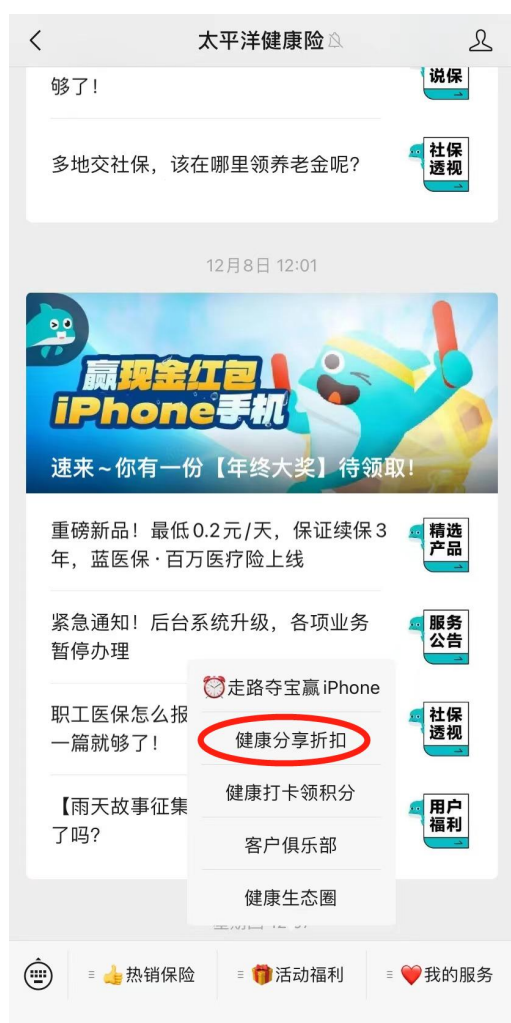 太平洋健康险
够了！
说保
多地交社保，该在哪里领养老金呢？
社保
透视
12月8日 12:01
赢现金红包
iPhone手机
速来~你有一份【年终大奖】待领取！
重磅新品！最低0.2元/天，保证续保3
年，蓝医保·百万医疗险上线
精选
产品
紧急通知！后台系统升级，各项业务
暂停办理
服务
公告
职工医保怎么报
一篇就够了！
社保
透视
【雨天故事征集
了吗？
用户
福利
走路夺宝赢iPhone
健康分享折扣
健康打卡领积分
客户俱乐部
健康生态圈
热销保险
活动福利
我的服务